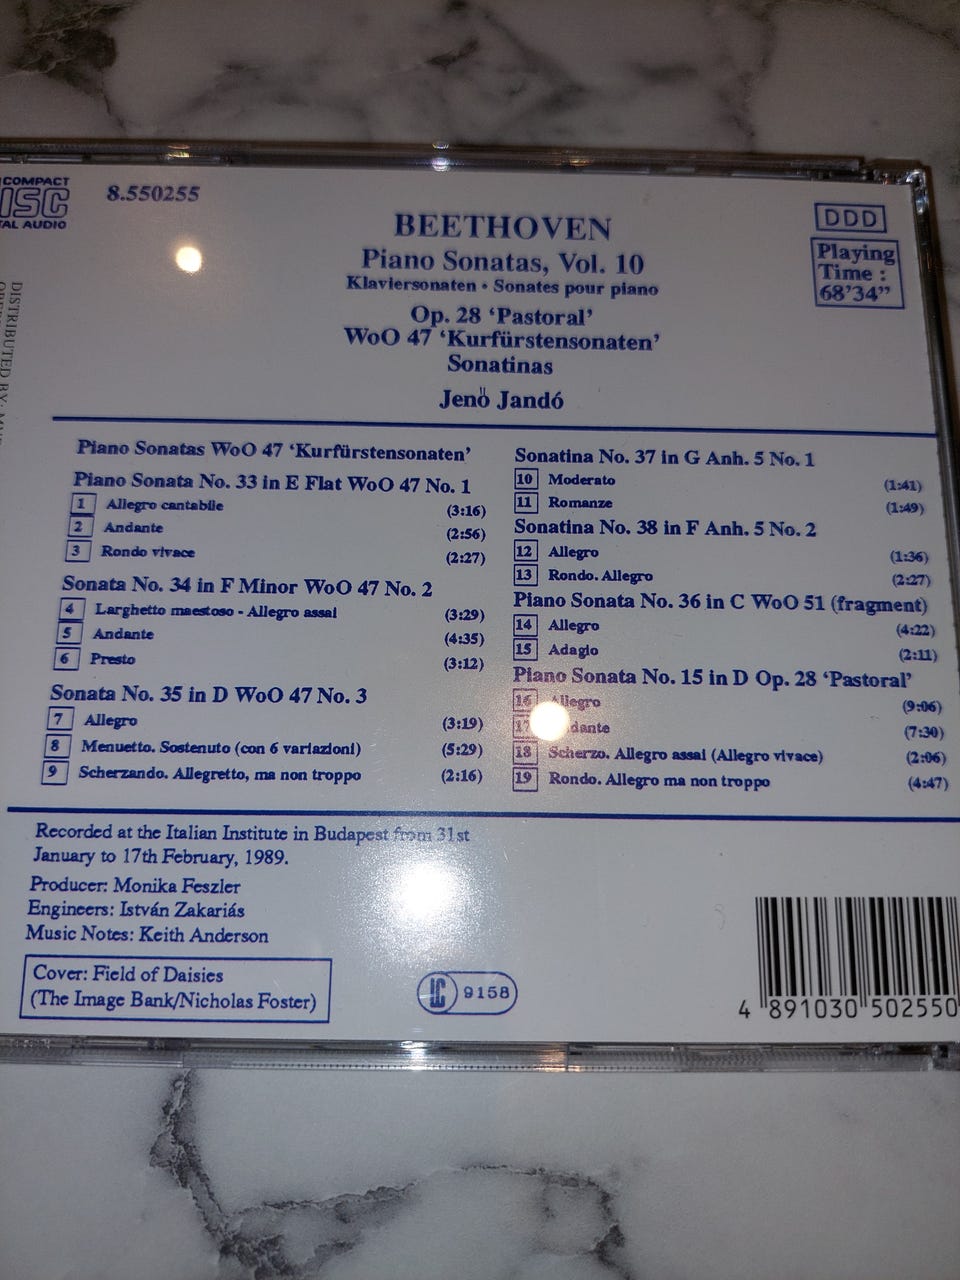 COMPACT
DISC
DIGITAL AUDIO
8.550255
DDD
Playing
Time :
68'34"
BEETHOVEN
Piano Sonatas, Vol. 10
Klaviersonaten • Sonates pour piano
Op. 28 ‘Pastoral’
WoO 47 ‘Kurfürstensonaten’
Sonatinas
Jenö Jandó
DISTRIBUTED BY:
Piano Sonatas WoO 47 ‘Kurfürstensonaten’
Piano Sonata No. 33 in E Flat WoO 47 No. 1
1 Allegro cantabile (3:16)
2 Andante (2:56)
3 Rondo vivace (2:27)
Sonata No. 34 in F Minor WoO 47 No. 2
4 Larghetto maestoso - Allegro assai (3:29)
5 Andante (4:35)
6 Presto (3:12)
Sonata No. 35 in D WoO 47 No. 3
7 Allegro (3:19)
8 Menuetto. Sostenuto (con 6 variazioni) (5:29)
9 Scherzando. Allegretto, ma non troppo (2:16)
Sonatina No. 37 in G Anh. 5 No. 1
10 Moderato (1:41)
11 Romanze (1:49)
Sonatina No. 38 in F Anh. 5 No. 2
12 Allegro (1:36)
13 Rondo. Allegro (2:27)
Piano Sonata No. 36 in C WoO 51 (fragment)
14 Allegro (4:22)
15 Adagio (2:11)
Piano Sonata No. 15 in D Op. 28 ‘Pastoral’
16 Allegro (9:06)
17 Andante (7:30)
18 Scherzo. Allegro assai (Allegro vivace) (2:06)
19 Rondo. Allegro ma non troppo (4:47)
Recorded at the Italian Institute in Budapest from 31st
January to 17th February, 1989.
Producer: Monika Feszler
Engineers: István Zakariás
Music Notes: Keith Anderson
Cover: Field of Daisies
(The Image Bank/Nicholas Foster)
LC 9158
4 891030 502550